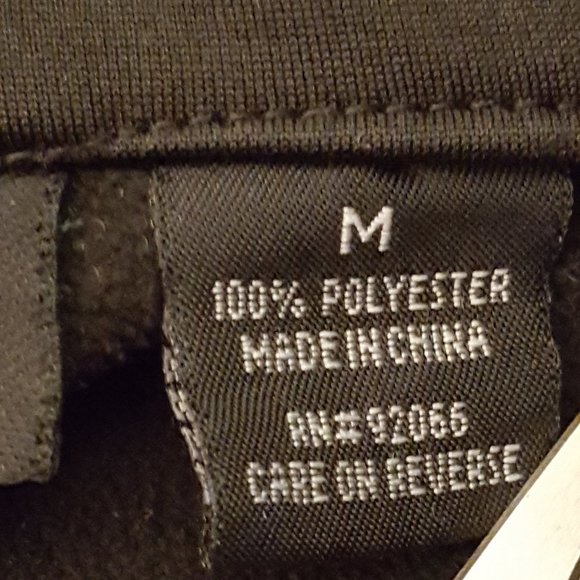 M
100% POLYESTER
MADE IN CHINA
RN#92066
CARE ON REVERSE